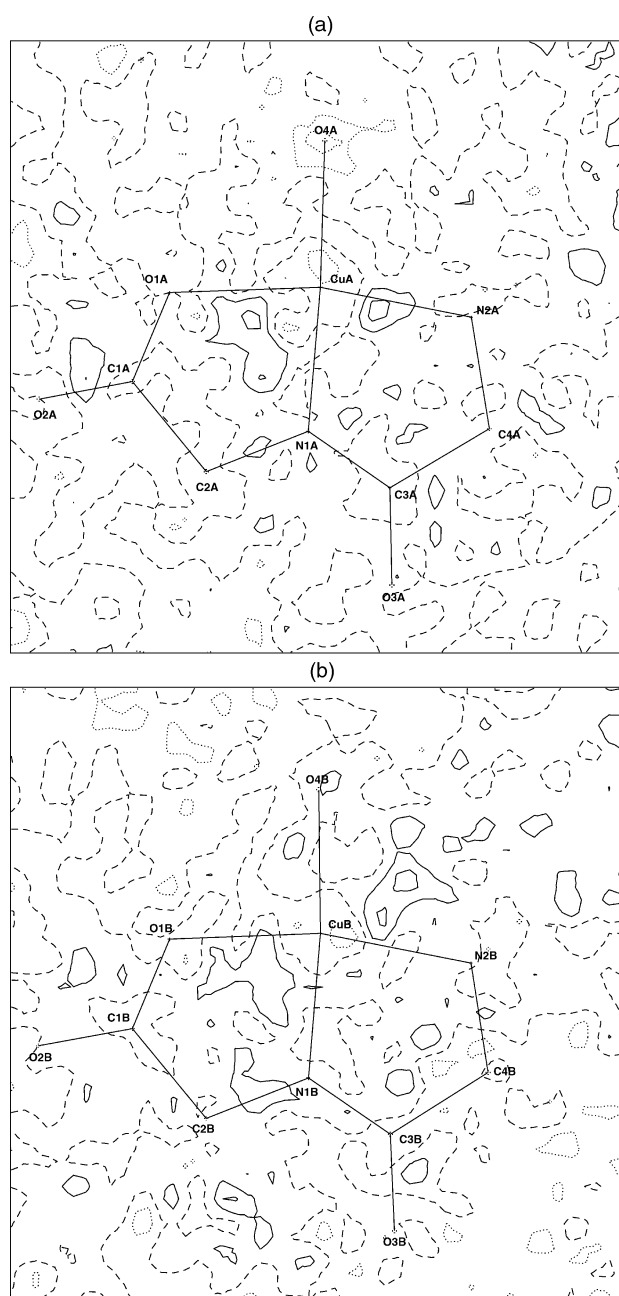 (a)
O4A
O1A
CuA
N2A
C1A
O2A
C4A
N1A
C2A
C3A
O3A
(b)
O4B
O1B
CuB
N2B
C1B
O2B
C4B
N1B
C2B
C3B
O3B